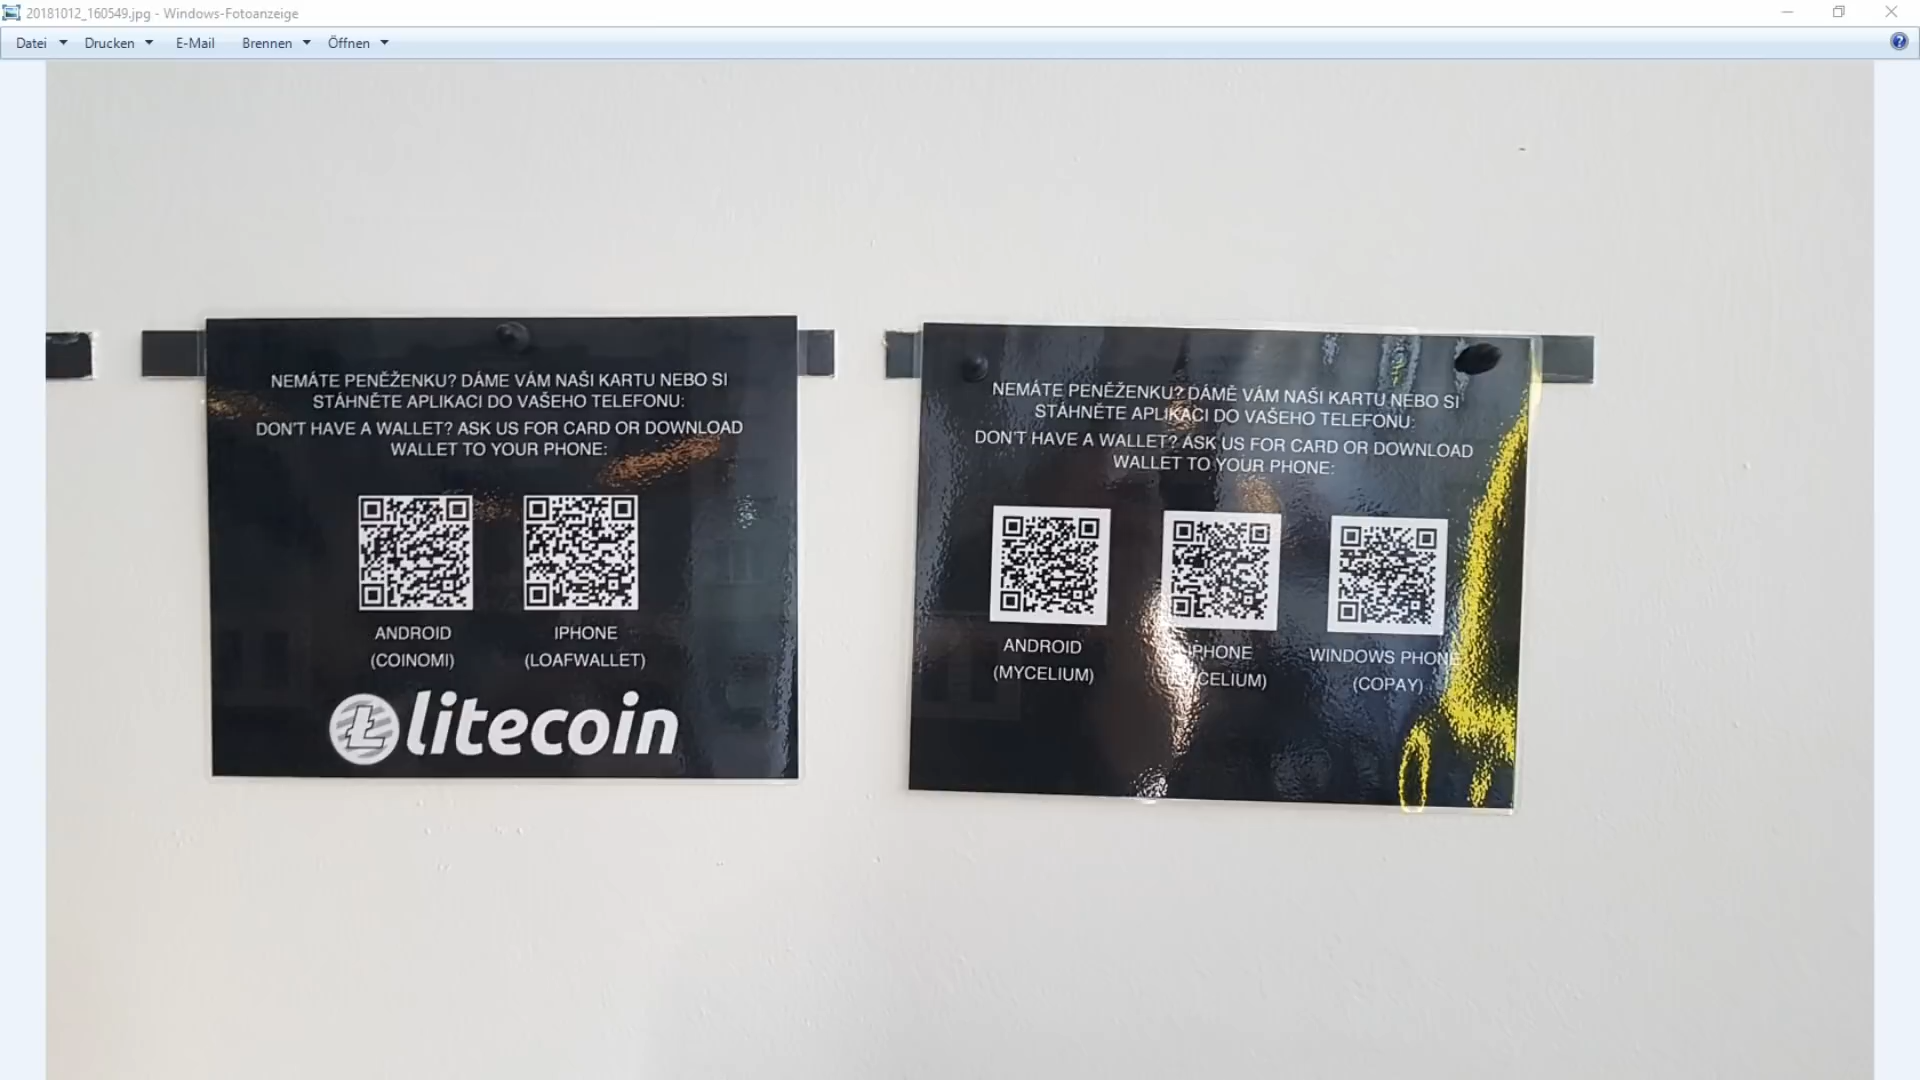 20181012_160549.jpg - Windows-Fotoanzeige
Datei Drucken E-Mail Brennen Öffnen
NEMÁTE PENĚŽENKU? DÁME VÁM NAŠI KARTU NEBO SI
STÁHNĚTE APLIKACI DO VAŠEHO TELEFONU:
DON'T HAVE A WALLET? ASK US FOR CARD OR DOWNLOAD
WALLET TO YOUR PHONE:
ANDROID IPHONE
(COINOMI) (LOAFWALLET)
litecoin
NEMÁTE PENĚŽENKU? DÁMĚ VÁM NAŠI KARTU NEBO SI
STÁHNĚTE APLIKACI DO VAŠEHO TELEFONU:
DON'T HAVE A WALLET? ASK US FOR CARD OR DOWNLOAD
WALLET TO YOUR PHONE:
ANDROID IPHONE WINDOWS PHONE
(MYCELIUM) (MYCELIUM) (COPAY)